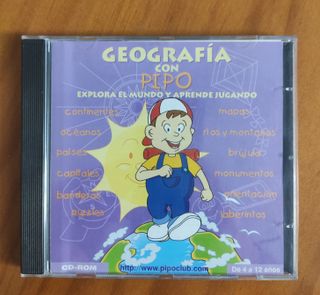 GEOGRAFÍA
CON
PIPO
EXPLORA EL MUNDO Y APRENDE JUGANDO
continentes
océanos
países
capitales
banderas
puzzles
mapas
ríos y montañas
brújula
monumentos
orientación
laberintos
CD-ROM
http://www.pipoclub.com
De 4 a 12 años